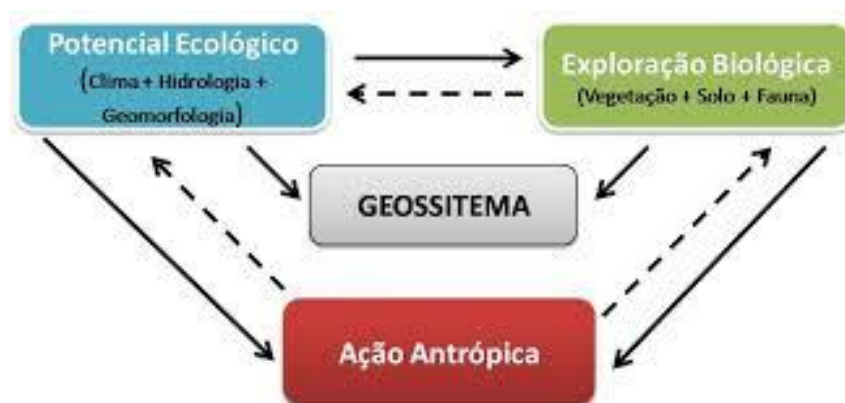 Potencial Ecológico
(Clima + Hidrologia +
Geomorfologia)
Exploração Biológica
(Vegetação + Solo + Fauna)
GEOSSITEMA
Ação Antrópica